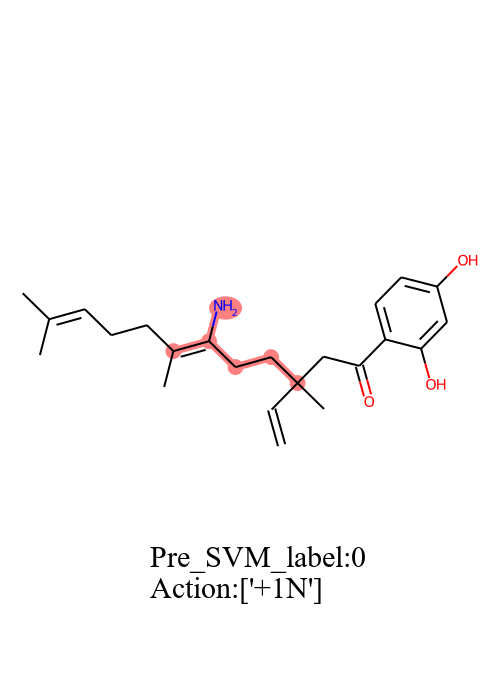 OH
NH2
OH
O
Pre_SVM_label:0
Action:['+1N']